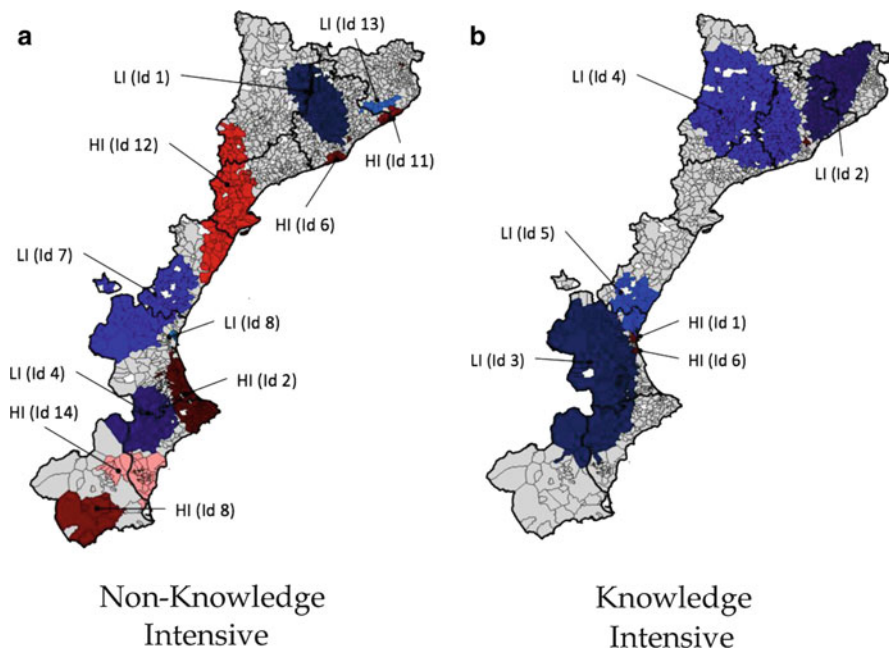 a
LI (Id 13)
LI (Id 1)
HI (Id 12)
HI (Id 11)
HI (Id 6)
LI (Id 7)
LI (Id 8)
LI (Id 4)
HI (Id 2)
HI (Id 14)
HI (Id 8)
Non-Knowledge
Intensive
b
LI (Id 4)
LI (Id 2)
LI (Id 5)
HI (Id 1)
LI (Id 3)
HI (Id 6)
Knowledge
Intensive